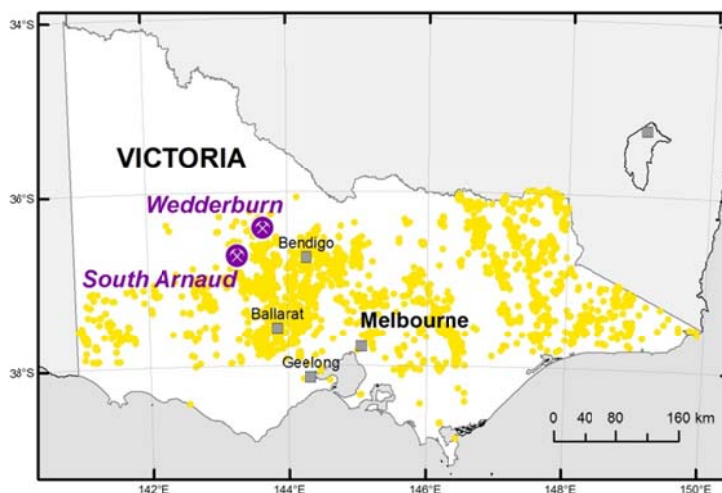 34°S
VICTORIA
36°S
Wedderburn
Bendigo
South Arnaud
Ballarat
Melbourne
Geelong
38°S
0 40 80 160 km
142°E 144°E 146°E 148°E 150°E